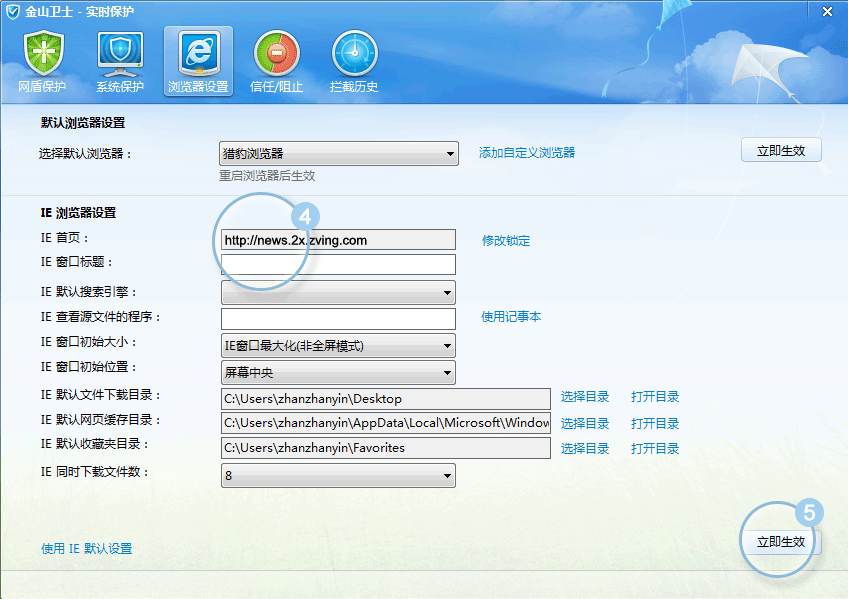 金山卫士 - 实时保护
网盾保护 系统保护 浏览器设置 信任/阻止 拦截历史
默认浏览器设置
选择默认浏览器： 猎豹浏览器 添加自定义浏览器 立即生效
重启浏览器后生效
IE 浏览器设置
4
IE 首页： http://news.2x.zving.com 修改锁定
IE 窗口标题：
IE 默认搜索引擎：
IE 查看源文件的程序： 使用记事本
IE 窗口初始大小： IE窗口最大化(非全屏模式)
IE 窗口初始位置： 屏幕中央
IE 默认文件下载目录： C:\Users\zhanzhanyin\Desktop 选择目录 打开目录
IE 默认网页缓存目录： C:\Users\zhanzhanyin\AppData\Local\Microsoft\Window 选择目录 打开目录
IE 默认收藏夹目录： C:\Users\zhanzhanyin\Favorites 选择目录 打开目录
IE 同时下载文件数： 8
5
使用 IE 默认设置 立即生效